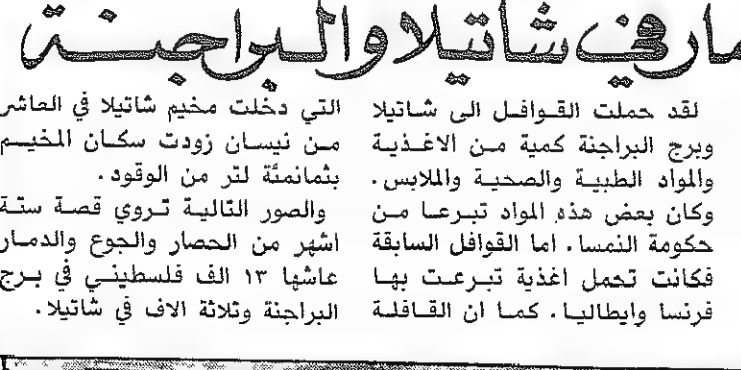 في شاتيلا والبراجنة
لقد حملت القوافل الى شاتيلا
وبرج البراجنة كمية من الاغذية
والمواد الطبية والصحية والملابس.
وكان بعض هذه المواد تبرعا من
حكومة النمسا. اما القوافل السابقة
فكانت تحمل اغذية تبرعت بها
فرنسا وايطاليا. كما ان القافلة
التي دخلت مخيم شاتيلا في العاشر
من نيسان زودت سكان المخيم
بثمانمئة لتر من الوقود.
والصور التالية تروي قصة ستة
اشهر من الحصار والجوع والدمار
عاشها ١٣ الف فلسطيني في برج
البراجنة وثلاثة الاف في شاتيلا.